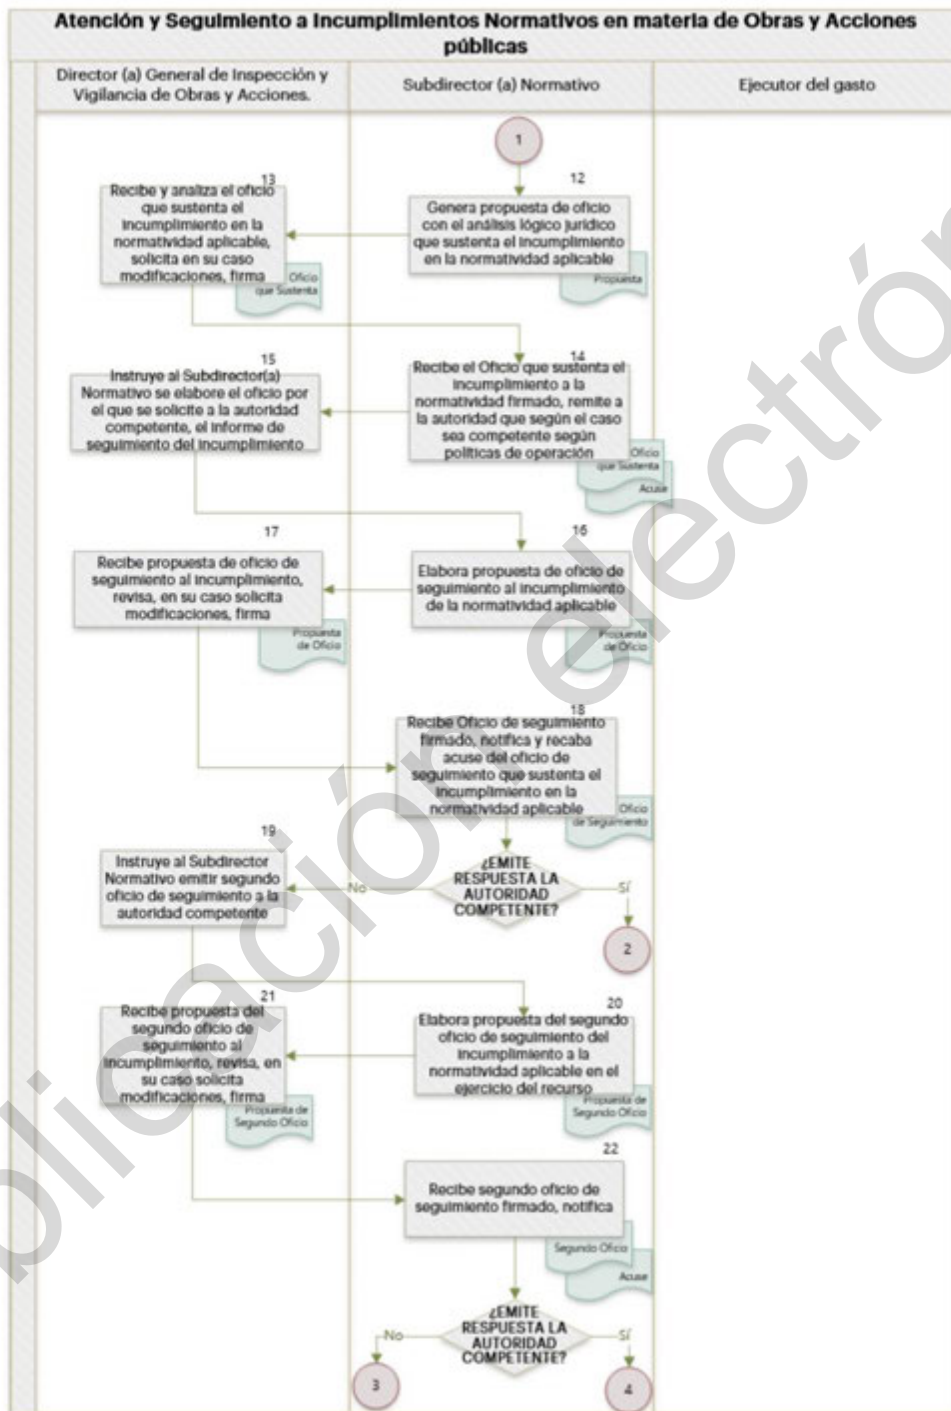 Atención y Seguimiento a Incumplimientos Normativos en materia de Obras y Acciones
públicas
Director (a) General de Inspección y
Vigilancia de Obras y Acciones.
Subdirector (a) Normativo
Ejecutor del gasto
1
12
Genera propuesta de oficio
con el análisis lógico jurídico
que sustenta el incumplimiento
en la normatividad aplicable
Propuesta
13
Recibe y analiza el oficio
que sustenta el
incumplimiento en la
normatividad aplicable,
solicita en su caso
modificaciones, firma
Oficio
que Sustenta
14
Recibe el Oficio que sustenta el
incumplimiento a la
normatividad firmado, remite a
la autoridad que según el caso
sea competente según
políticas de operación
Oficio
que Sustenta
Acuse
15
Instruye al Subdirector(a)
Normativo se elabore el oficio por
el que se solicite a la autoridad
competente, el informe de
seguimiento del incumplimiento
16
Elabora propuesta de oficio de
seguimiento al incumplimiento
de la normatividad aplicable
Propuesta
de Oficio
17
Recibe propuesta de oficio de
seguimiento al incumplimiento,
revisa, en su caso solicita
modificaciones, firma
Propuesta
de Oficio
18
Recibe Oficio de seguimiento
firmado, notifica y recaba
acuse del oficio de
seguimiento que sustenta el
incumplimiento en la
normatividad aplicable
Oficio
de Seguimiento
¿EMITE
RESPUESTA LA
AUTORIDAD
COMPETENTE?
No
Sí
2
19
Instruye al Subdirector
Normativo emitir segundo
oficio de seguimiento a la
autoridad competente
20
Elabora propuesta del segundo
oficio de seguimiento del
incumplimiento a la
normatividad aplicable en el
ejercicio del recurso
Propuesta de
Segundo Oficio
21
Recibe propuesta del
segundo oficio de
seguimiento al
incumplimiento, revisa, en
su caso solicita
modificaciones, firma
Propuesta de
Segundo Oficio
22
Recibe segundo oficio de
seguimiento firmado, notifica
Segundo Oficio
Acuse
¿EMITE
RESPUESTA LA
AUTORIDAD
COMPETENTE?
No
Sí
3
4